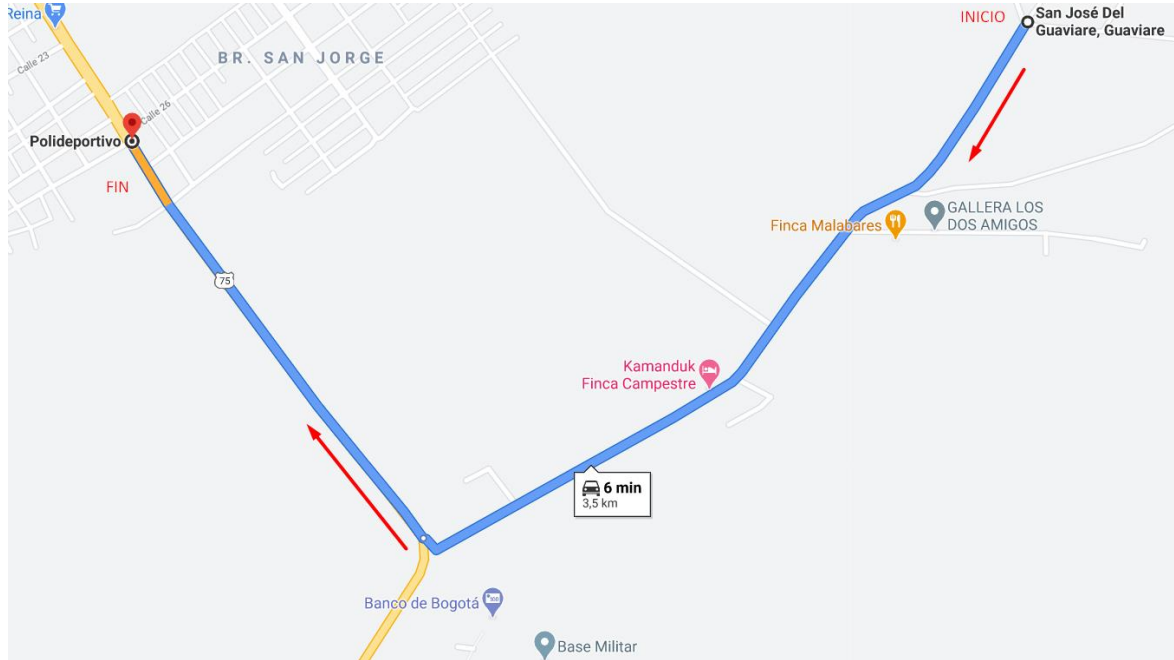 Reina
INICIO
San José Del
Guaviare, Guaviare
BR. SAN JORGE
Calle 23
Calle 26
Polideportivo
FIN
GALLERA LOS
DOS AMIGOS
Finca Malabares
75
Kamanduk
Finca Campestre
6 min
3,5 km
Banco de Bogotá
Base Militar